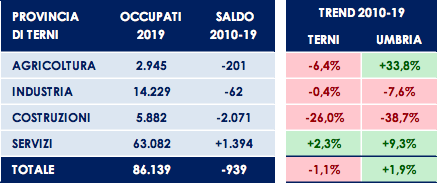 PROVINCIA DI TERNI OCCUPATI 2019 SALDO 2010-19 TREND 2010-19
TERNI UMBRIA
AGRICOLTURA 2.945 -201 -6,4% +33,8%
INDUSTRIA 14.229 -62 -0,4% -7,6%
COSTRUZIONI 5.882 -2.071 -26,0% -38,7%
SERVIZI 63.082 +1.394 +2,3% +9,3%
TOTALE 86.139 -939 -1,1% +1,9%